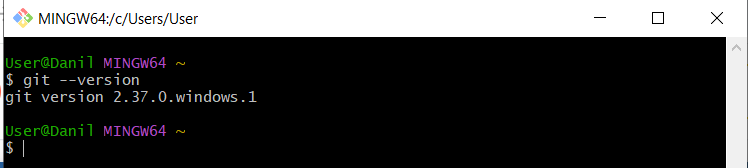 MINGW64:/c/Users/User
User@Danil MINGW64 ~
$ git --version
git version 2.37.0.windows.1
User@Danil MINGW64 ~
$